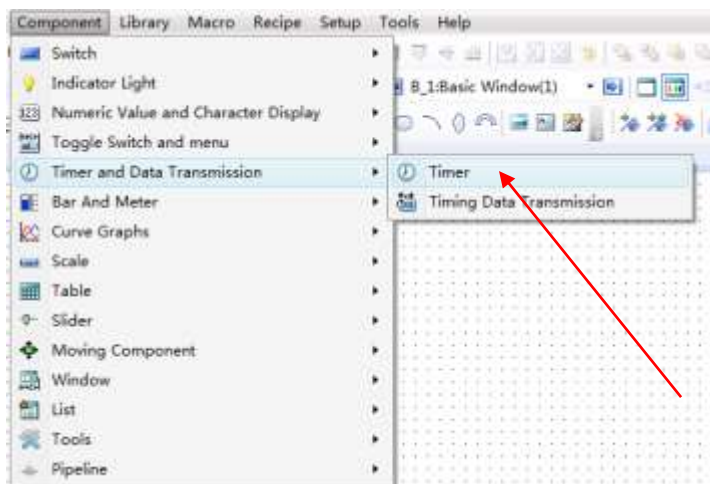 Component Library Macro Recipe Setup Tools Help
Switch
Indicator Light
B_1:Basic Window(1)
123 Numeric Value and Character Display
Toggle Switch and menu
Timer and Data Transmission
Timer
Bar And Meter
Timing Data Transmission
Curve Graphs
Scale
Table
Slider
Moving Component
Window
List
Tools
Pipeline